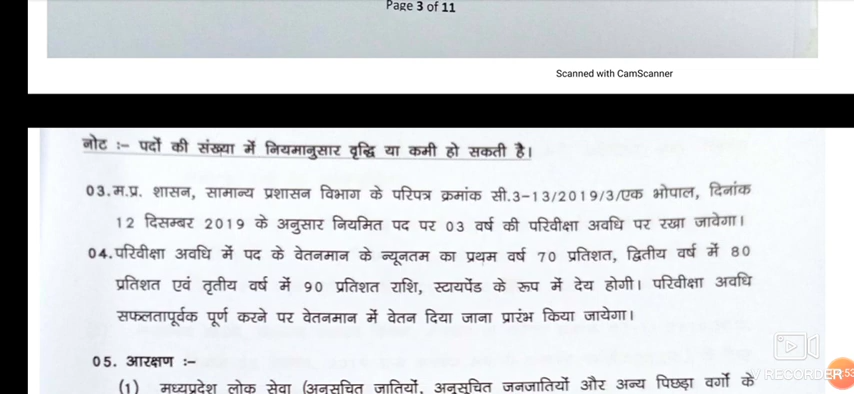 Page 3 of 11
Scanned with CamScanner
नोट :- पदों की संख्या में नियमानुसार वृद्धि या कमी हो सकती है।
03.म.प्र. शासन, सामान्य प्रशासन विभाग के परिपत्र क्रमांक सी.3-13/2019/3/एक भोपाल, दिनांक
12 दिसम्बर 2019 के अनुसार नियमित पद पर 03 वर्ष की परिवीक्षा अवधि पर रखा जावेगा।
04.परिवीक्षा अवधि में पद के वेतनमान के न्यूनतम का प्रथम वर्ष 70 प्रतिशत, द्वितीय वर्ष में 80
प्रतिशत एवं तृतीय वर्ष में 90 प्रतिशत राशि, स्टायपेंड के रूप में देय होगी। परिवीक्षा अवधि
सफलतापूर्वक पूर्ण करने पर वेतनमान में वेतन दिया जाना प्रारंभ किया जायेगा।
05. आरक्षण :-
(1) मध्यप्रदेश लोक सेवा (अनुसूचित जातियों, अनुसूचित जनजातियों और अन्य पिछड़ा वर्गों के
RECORDER